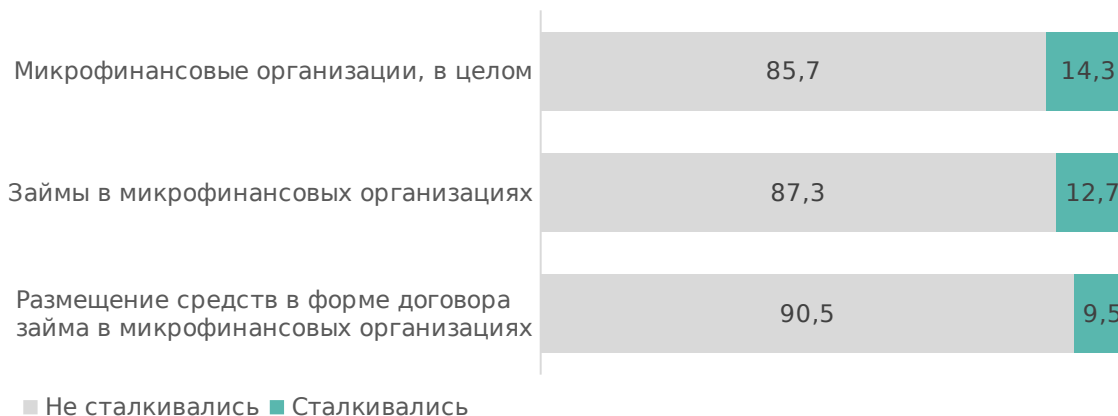 Микрофинансовые организации, в целом
85,7
14,3
Займы в микрофинансовых организациях
87,3
12,7
Размещение средств в форме договора
займа в микрофинансовых организациях
90,5
9,5
Не сталкивались
Сталкивались